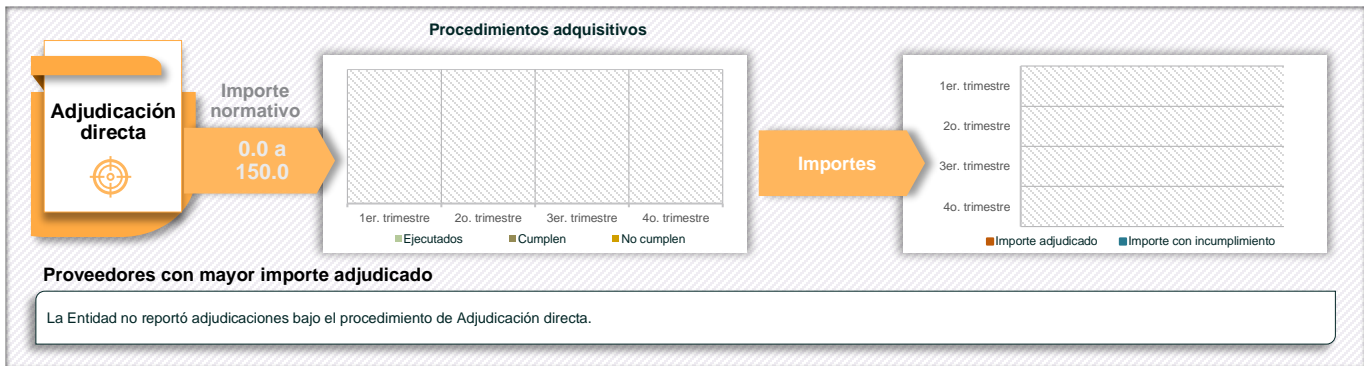 Procedimientos adquisitivos
Adjudicación
directa
Importe
normativo
0.0 a
150.0
1er. trimestre
2o. trimestre
3er. trimestre
4o. trimestre
Ejecutados
Cumplen
No cumplen
Importes
1er. trimestre
2o. trimestre
3er. trimestre
4o. trimestre
Importe adjudicado
Importe con incumplimiento
Proveedores con mayor importe adjudicado
La Entidad no reportó adjudicaciones bajo el procedimiento de Adjudicación directa.